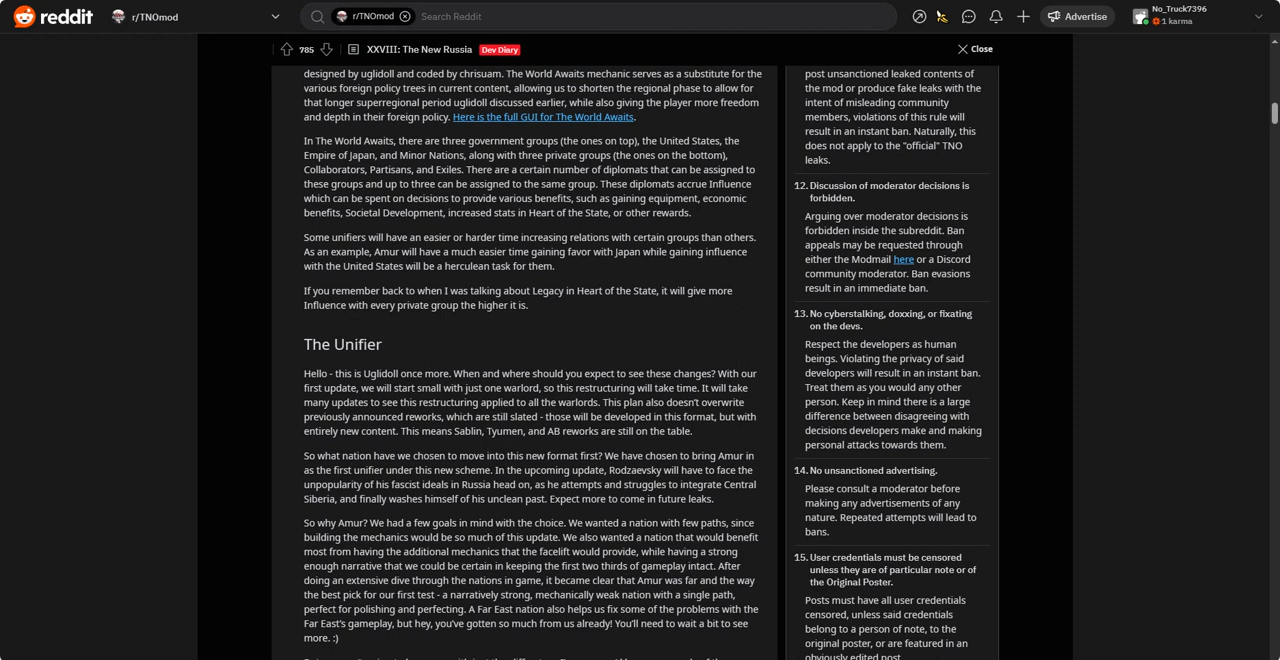 reddit
r/TNOmod
r/TNOmod
Search Reddit
Advertise
No_Truck7396
1 karma
785
XXVIII: The New Russia
Dev Diary
Close
designed by uglidoll and coded by chrisuam. The World Awaits mechanic serves as a substitute for the
various foreign policy trees in current content, allowing us to shorten the regional phase to allow for
that longer superregional period uglidoll discussed earlier, while also giving the player more freedom
and depth in their foreign policy. Here is the full GUI for The World Awaits.
In The World Awaits, there are three government groups (the ones on top), the United States, the
Empire of Japan, and Minor Nations, along with three private groups (the ones on the bottom),
Collaborators, Partisans, and Exiles. There are a certain number of diplomats that can be assigned to
these groups and up to three can be assigned to the same group. These diplomats accrue Influence
which can be spent on decisions to provide various benefits, such as gaining equipment, economic
benefits, Societal Development, increased stats in Heart of the State, or other rewards.
Some unifiers will have an easier or harder time increasing relations with certain groups than others.
As an example, Amur will have a much easier time gaining favor with Japan while gaining influence
with the United States will be a herculean task for them.
If you remember back to when I was talking about Legacy in Heart of the State, it will give more
Influence with every private group the higher it is.
The Unifier
Hello - this is Uglidoll once more. When and where should you expect to see these changes? With our
first update, we will start small with just one warlord, so this restructuring will take time. It will take
many updates to see this restructuring applied to all the warlords. This plan also doesn't overwrite
previously announced reworks, which are still slated - those will be developed in this format, but with
entirely new content. This means Sablin, Tyumen, and AB reworks are still on the table.
So what nation have we chosen to move into this new format first? We have chosen to bring Amur in
as the first unifier under this new scheme. In the upcoming update, Rodzaevsky will have to face the
unpopularity of his fascist ideals in Russia head on, as he attempts and struggles to integrate Central
Siberia, and finally washes himself of his unclean past. Expect more to come in future leaks.
So why Amur? We had a few goals in mind with the choice. We wanted a nation with few paths, since
building the mechanics would be so much of this update. We also wanted a nation that would benefit
most from having the additional mechanics that the facelift would provide, while having a strong
enough narrative that we could be certain in keeping the first two thirds of gameplay intact. After
doing an extensive dive through the nations in game, it became clear that Amur was far and the way
the best pick for our first test - a narratively strong, mechanically weak nation with a single path,
perfect for polishing and perfecting. A Far East nation also helps us fix some of the problems with the
Far East's gameplay, but hey, you've gotten so much from us already! You'll need to wait a bit to see
more. :)
post unsanctioned leaked contents of
the mod or produce fake leaks with the
intent of misleading community
members, violations of this rule will
result in an instant ban. Naturally, this
does not apply to the "official" TNO
leaks.
12. Discussion of moderator decisions is
forbidden.
Arguing over moderator decisions is
forbidden inside the subreddit. Ban
appeals may be requested through
either the Modmail here or a Discord
community moderator. Ban evasions
result in an immediate ban.
13. No cyberstalking, doxxing, or fixating
on the devs.
Respect the developers as human
beings. Violating the privacy of said
developers will result in an instant ban.
Treat them as you would any other
person. Keep in mind there is a large
difference between disagreeing with
decisions developers make and making
personal attacks towards them.
14. No unsanctioned advertising.
Please consult a moderator before
making any advertisements of any
nature. Repeated attempts will lead to
bans.
15. User credentials must be censored
unless they are of particular note or of
the Original Poster.
Posts must have all user credentials
censored, unless said credentials
belong to a person of note, to the
original poster, or are featured in an
obviously edited post.